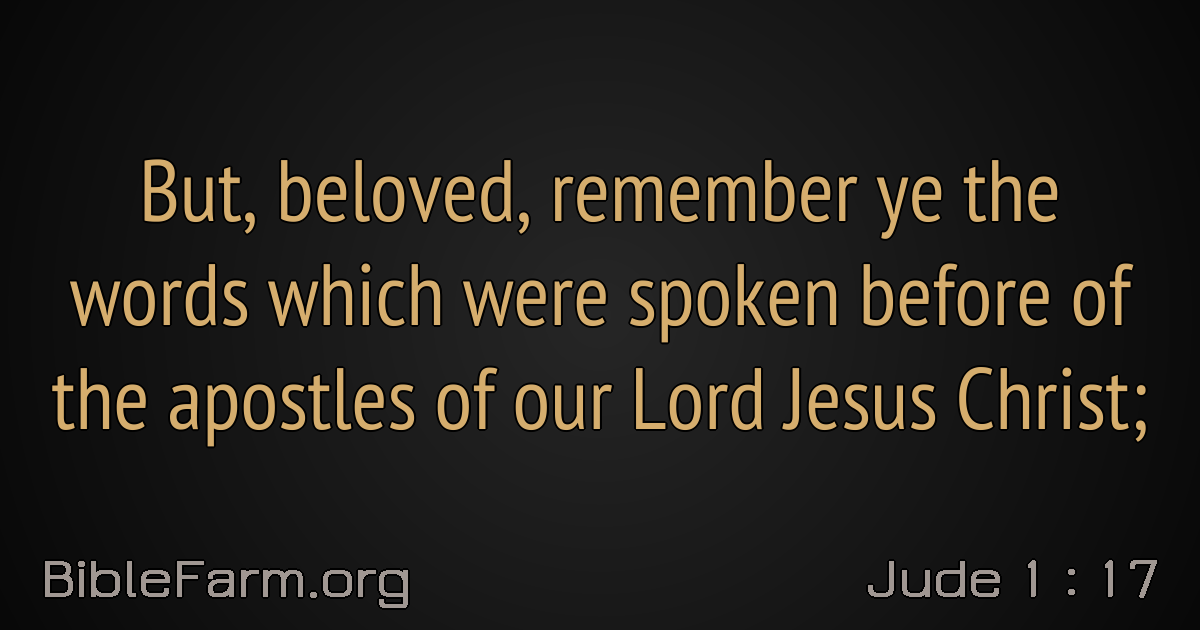 But, beloved, remember ye the
words which were spoken before of
the apostles of our Lord Jesus Christ;
BibleFarm.org
Jude 1 : 17